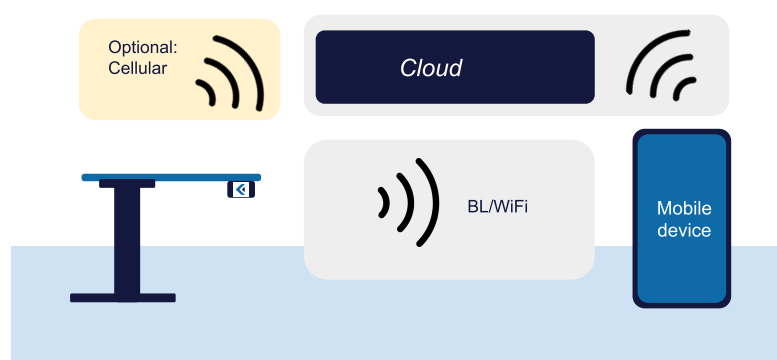 Optional:
Cellular
Cloud
BL/WiFi
Mobile
device